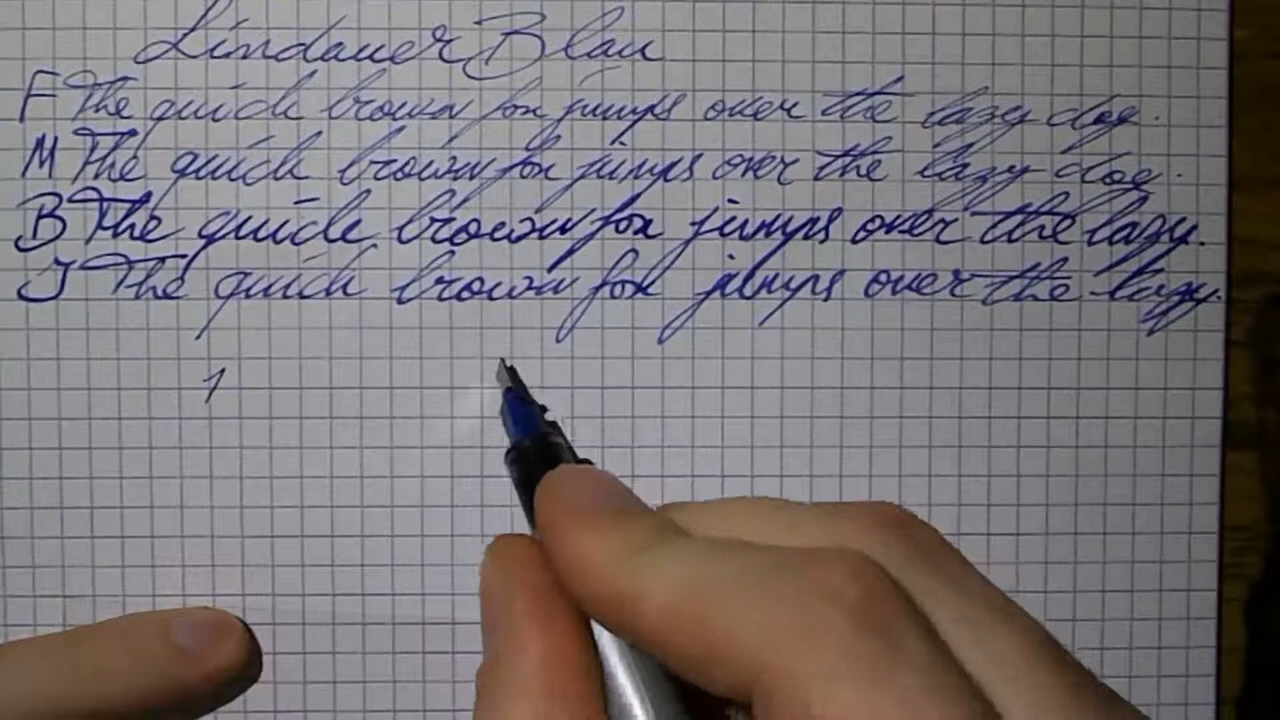 Lindauer Blau
F The quick brown fox jumps over the lazy dog.
M The quick brown fox jumps over the lazy dog.
B The quick brown fox jumps over the lazy.
J The quick brown fox jumps over the lazy.
1